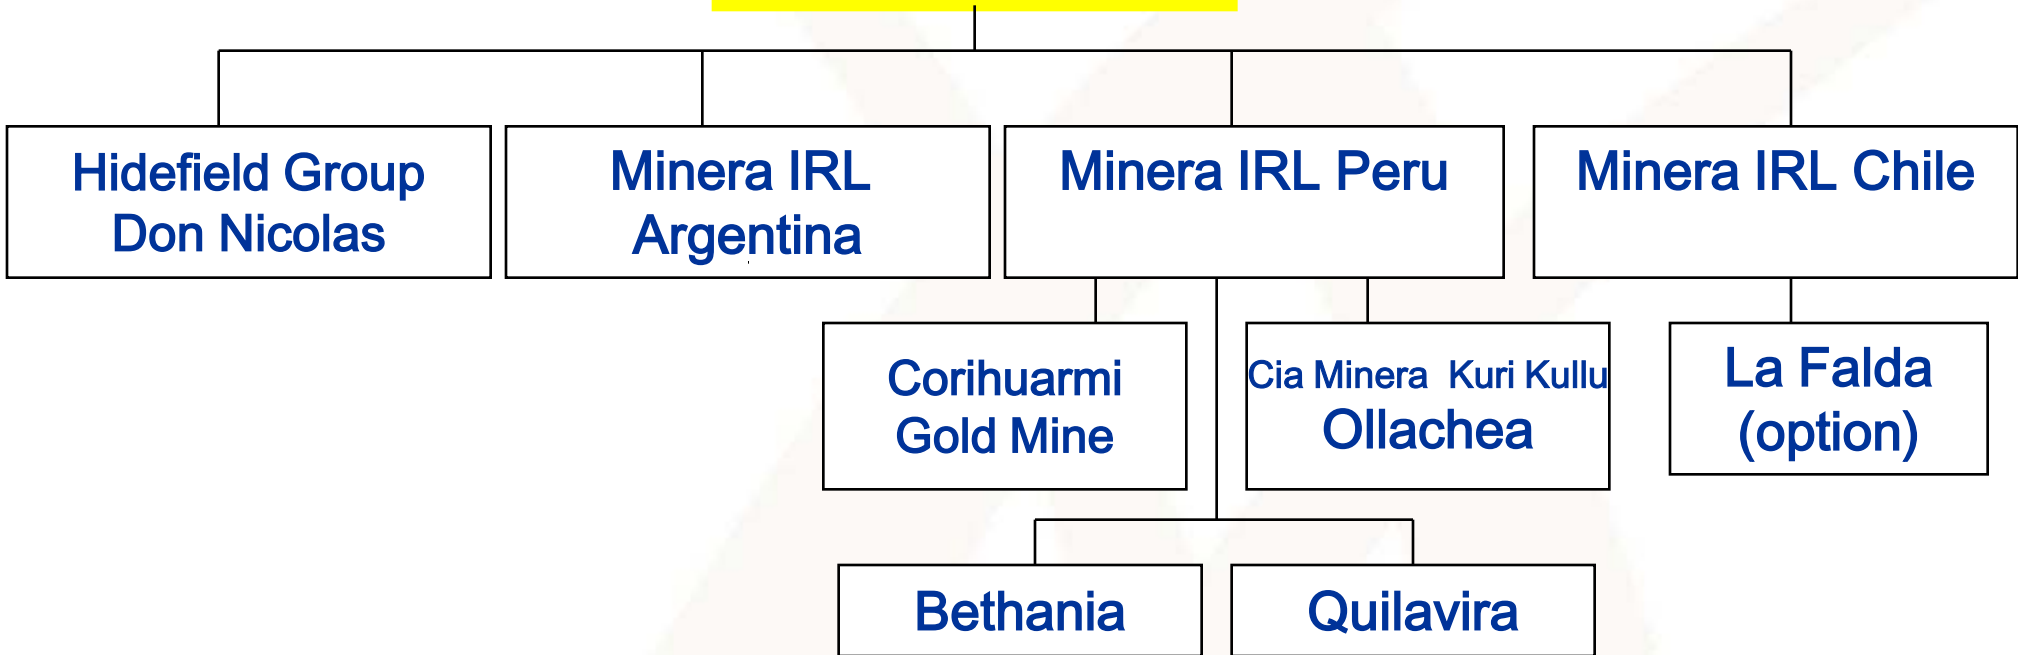 Hidefield Group
Don Nicolas
Minera IRL
Argentina
Minera IRL Peru
Minera IRL Chile
Corihuarmi
Gold Mine
Cia Minera Kuri Kullu
Ollachea
La Falda
(option)
Bethania
Quilavira